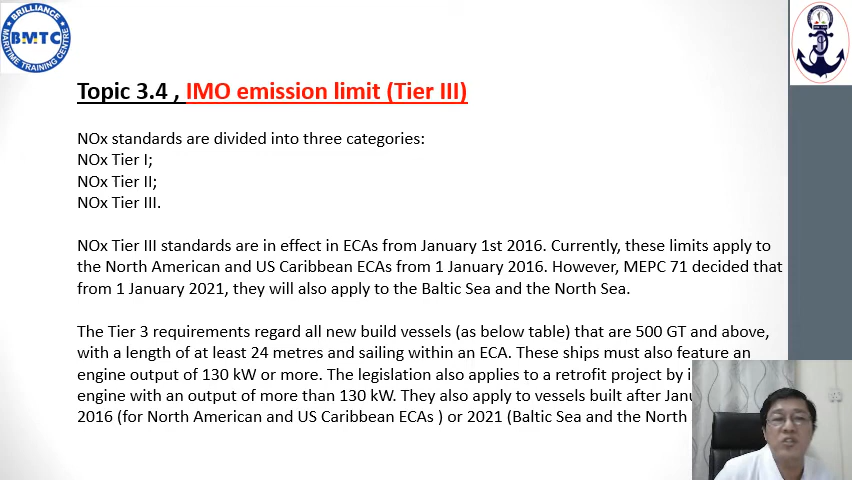 BRILLIANCE
BMTC
MARITIME TRAINING CENTRE
Topic 3.4 , IMO emission limit (Tier III)
NOx standards are divided into three categories:
NOx Tier I;
NOx Tier II;
NOx Tier III.
NOx Tier III standards are in effect in ECAs from January 1st 2016. Currently, these limits apply to
the North American and US Caribbean ECAs from 1 January 2016. However, MEPC 71 decided that
from 1 January 2021, they will also apply to the Baltic Sea and the North Sea.
The Tier 3 requirements regard all new build vessels (as below table) that are 500 GT and above,
with a length of at least 24 metres and sailing within an ECA. These ships must also feature an
engine output of 130 kW or more. The legislation also applies to a retrofit project by
engine with an output of more than 130 kW. They also apply to vessels built after
2016 (for North American and US Caribbean ECAs ) or 2021 (Baltic Sea and the North